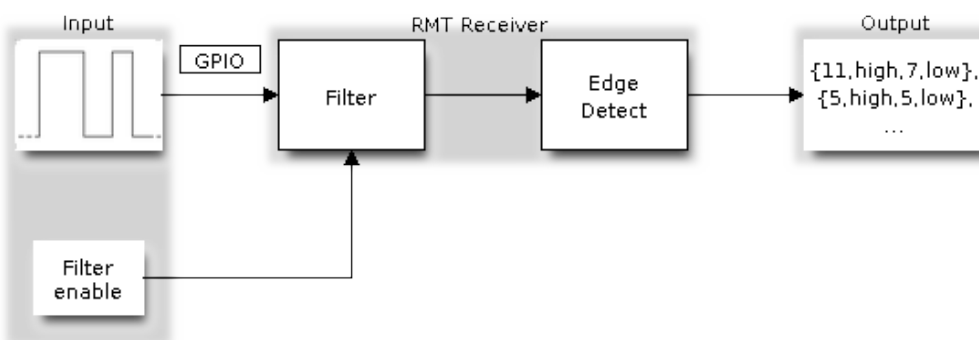 Input
RMT Receiver
Output
GPIO
Filter
Edge
Detect
{11,high,7,low},
{5,high,5,low},
...
Filter
enable